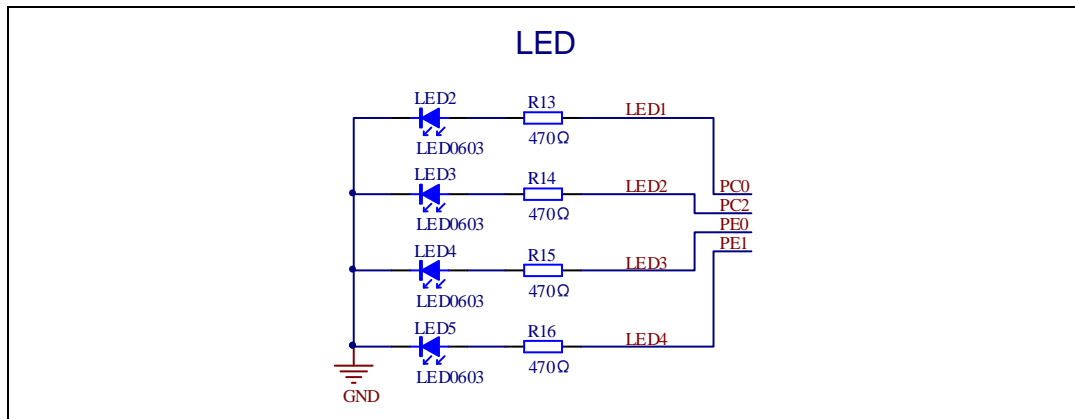 LED
LED2
R13
LED1
470Ω
LED0603
LED3
R14
LED2
PC0
470Ω
LED0603
PC2
PE0
LED4
R15
PE1
LED3
470Ω
LED0603
LED5
R16
LED4
470Ω
LED0603
GND